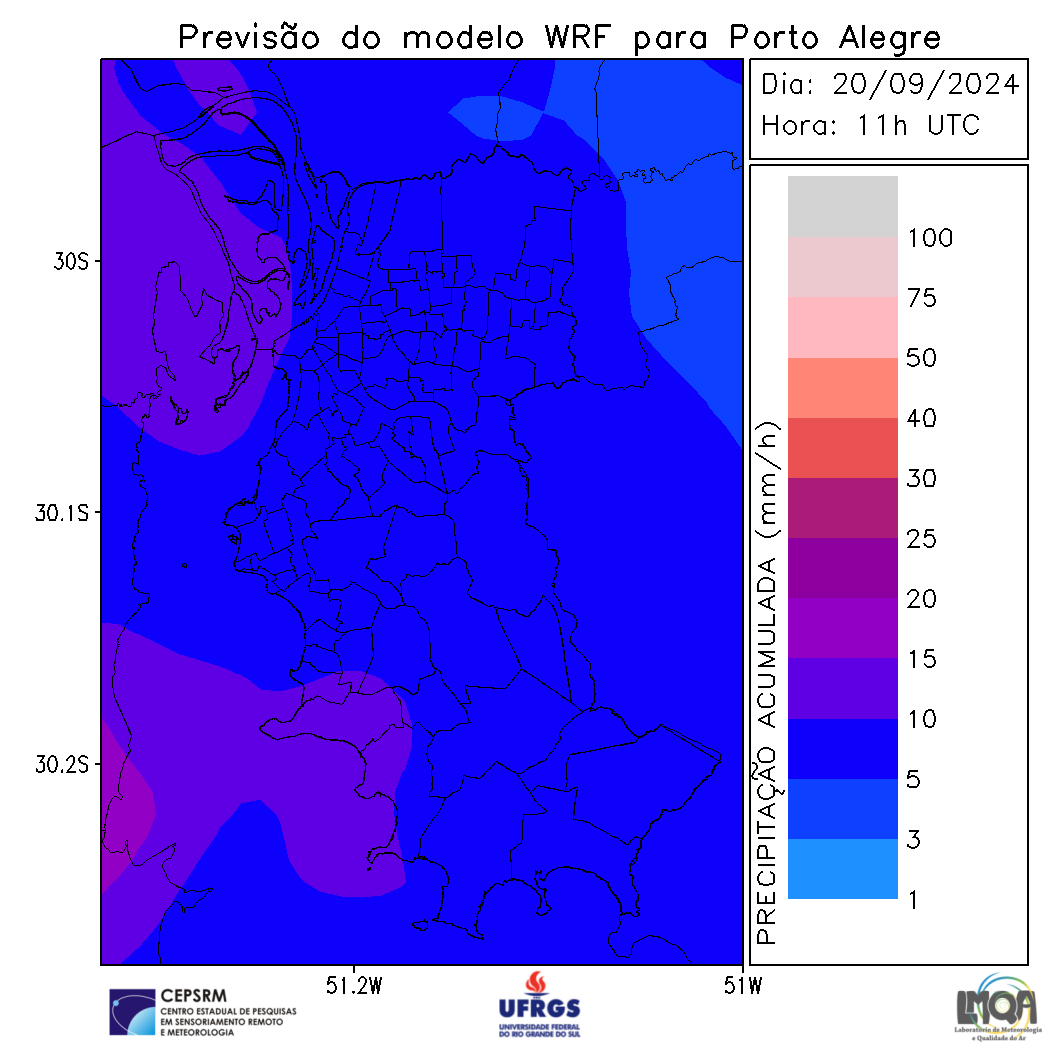 Previsão do modelo WRF para Porto Alegre
Dia: 20/09/2024
Hora: 11h UTC
30S
30.1S
30.2S
51.2W
51W
PRECIPITAÇÃO ACUMULADA (mm/h)
100
75
50
40
30
25
20
15
10
5
3
1
CEPSRM
CENTRO ESTADUAL DE PESQUISAS
EM SENSORIAMENTO REMOTO
E METEOROLOGIA
UFRGS
UNIVERSIDADE FEDERAL
DO RIO GRANDE DO SUL
LMQA
Laboratório de Meteorologia
e Qualidade do Ar